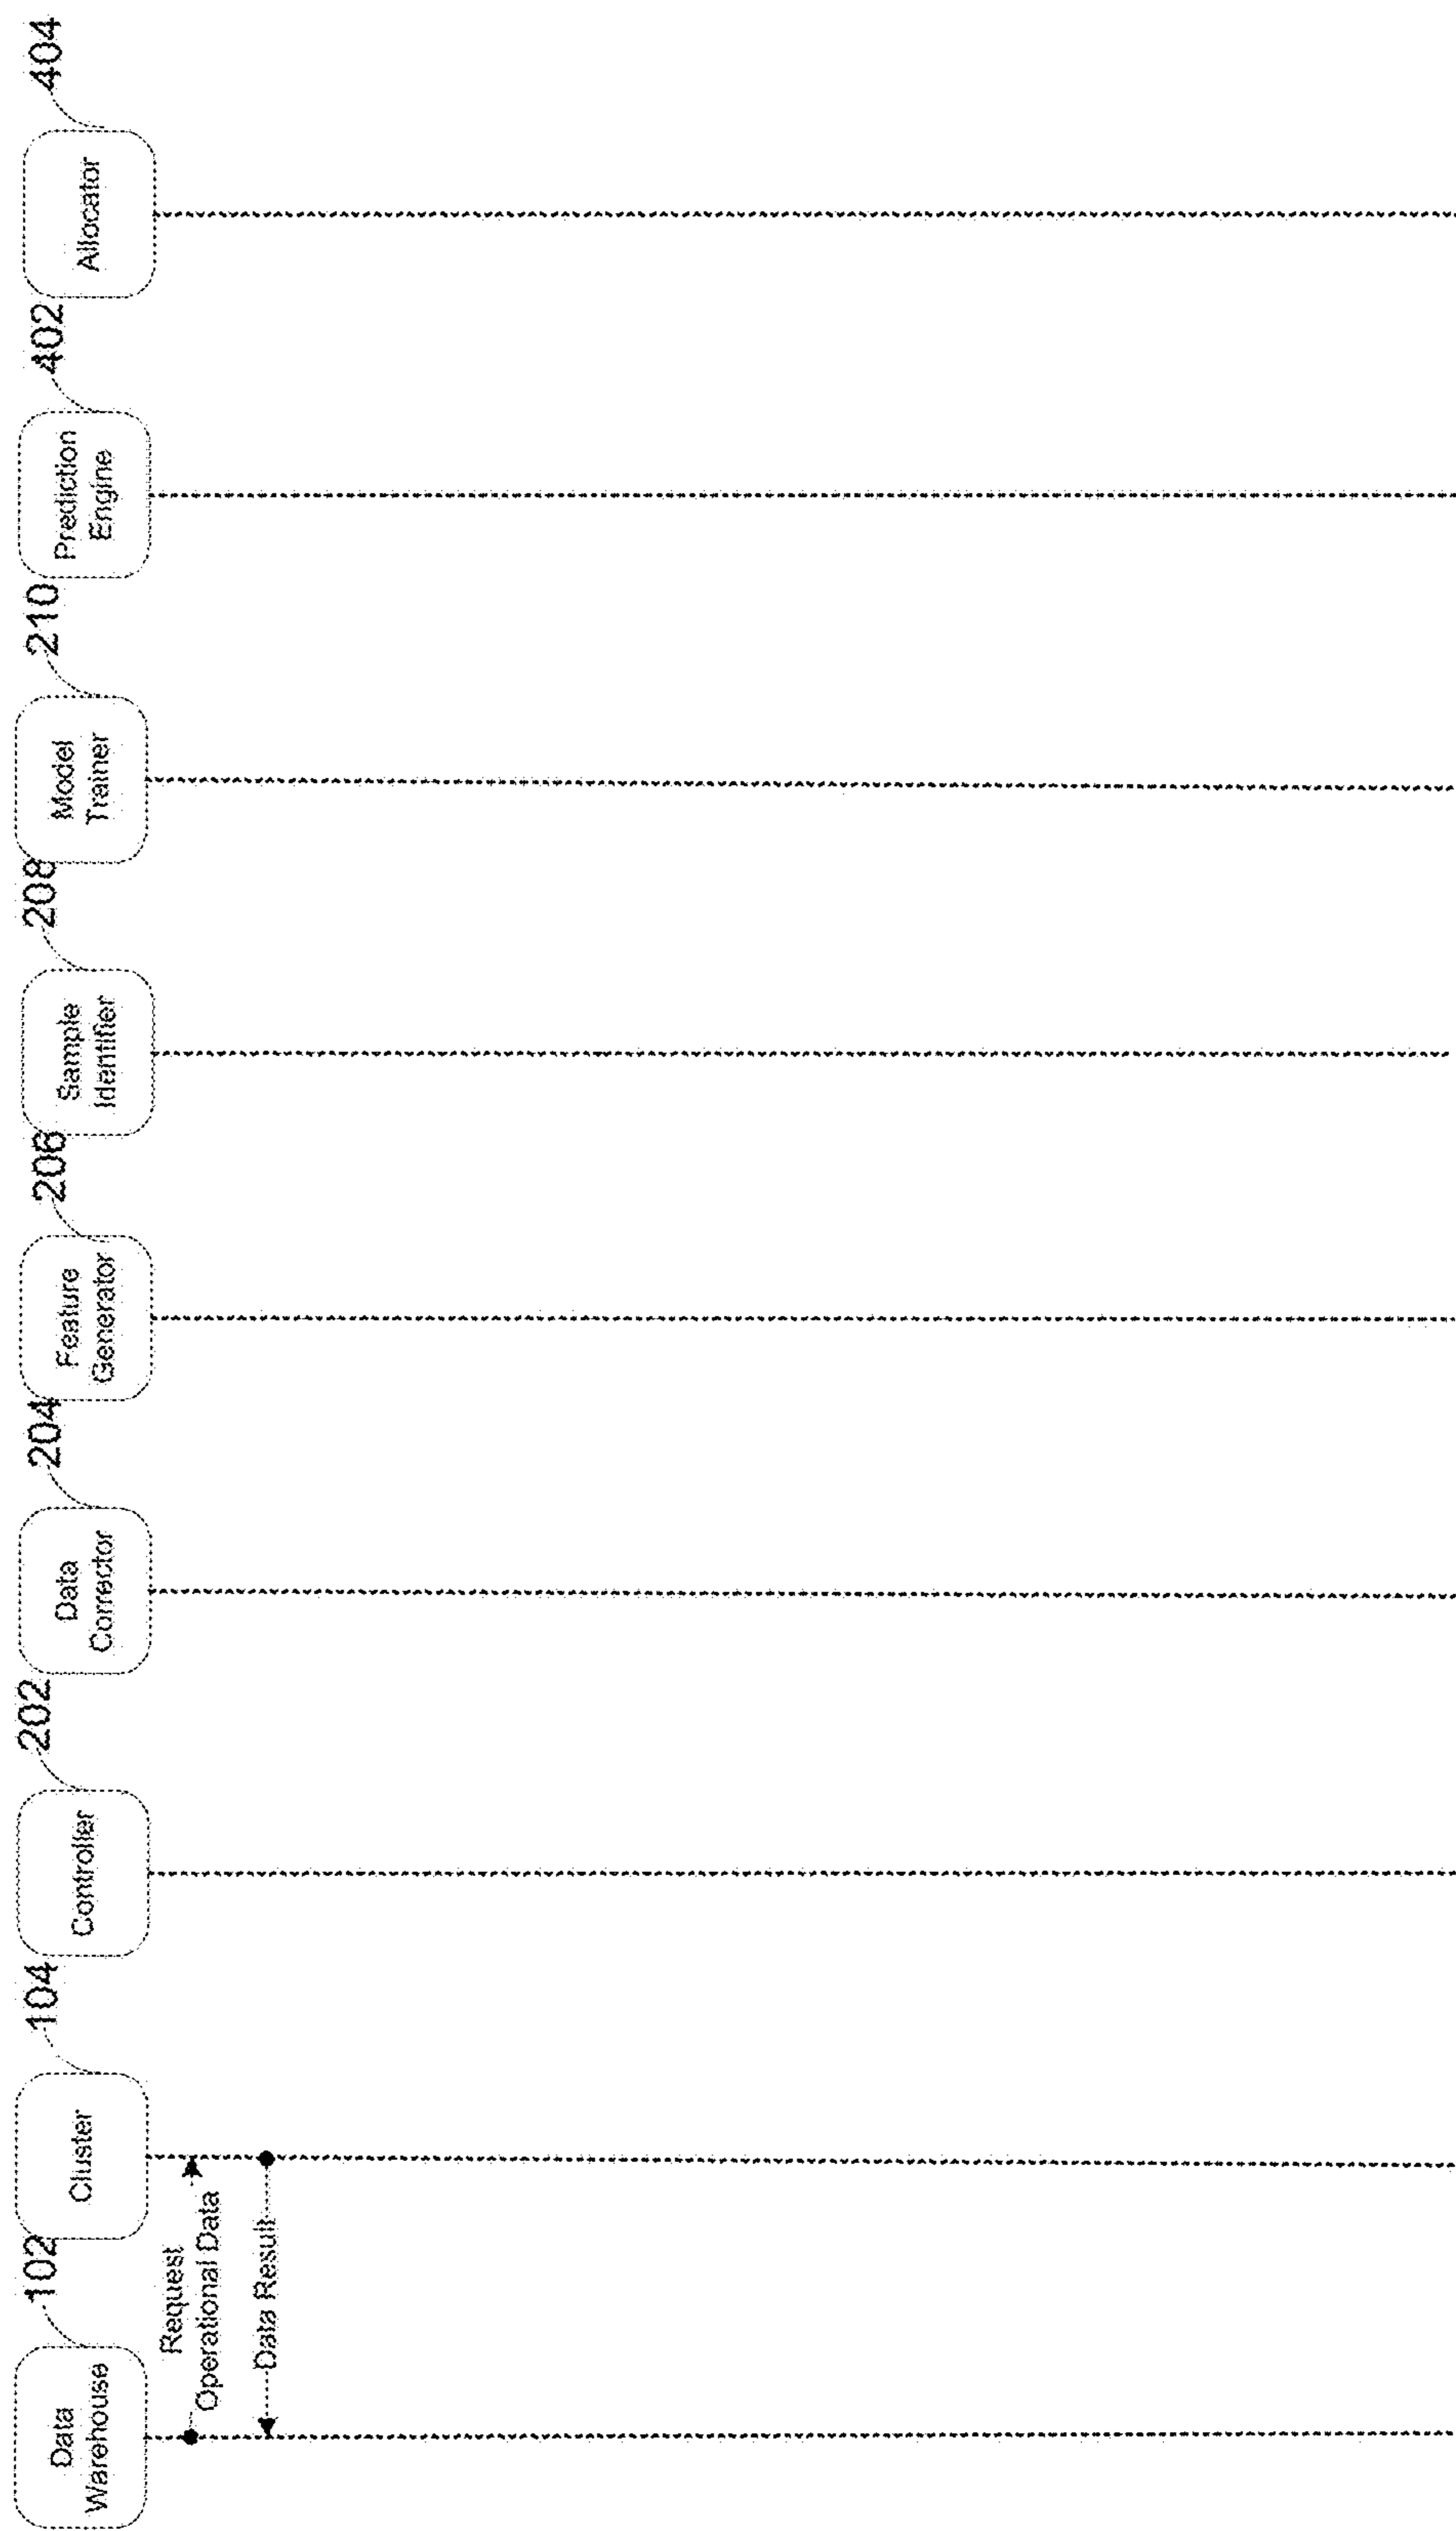 102
Data
Warehouse
104
Cluster
202
Controller
204
Data
Corrector
206
Feature
Generator
208
Sample
Identifier
210
Model
Trainer
402
Prediction
Engine
404
Allocator
Request
Operational Data
Data Result